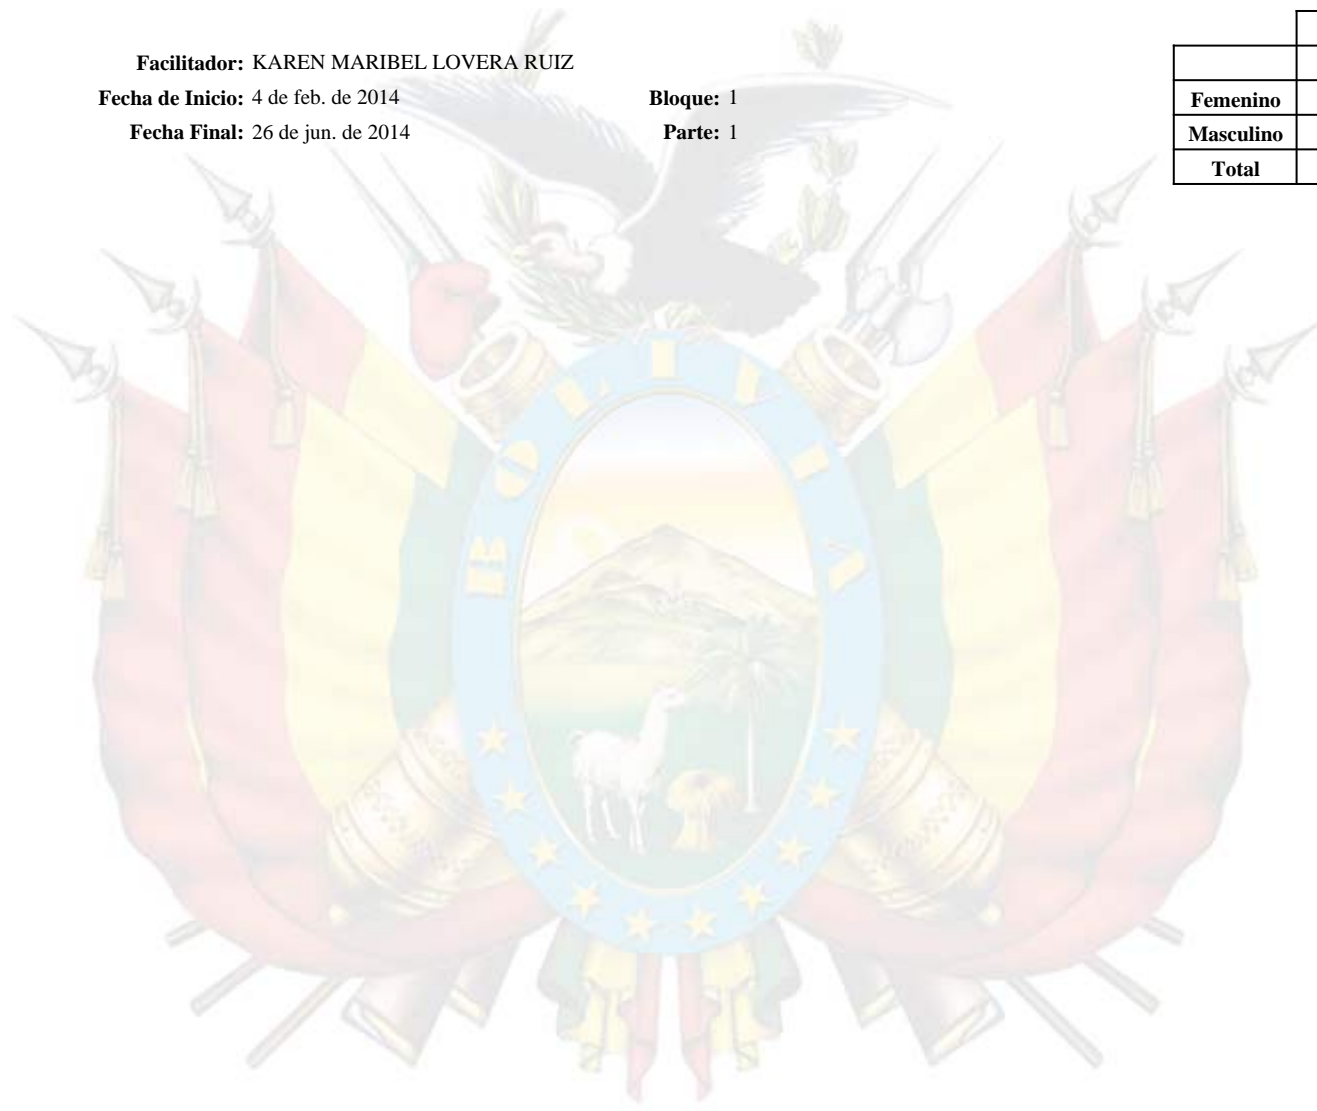 Facilitador: KAREN MARIBEL LOVERA RUIZ
Fecha de Inicio: 4 de feb. de 2014 Bloque: 1
Fecha Final: 26 de jun. de 2014 Parte: 1
Femenino
Masculino
Total
BOLIVIA